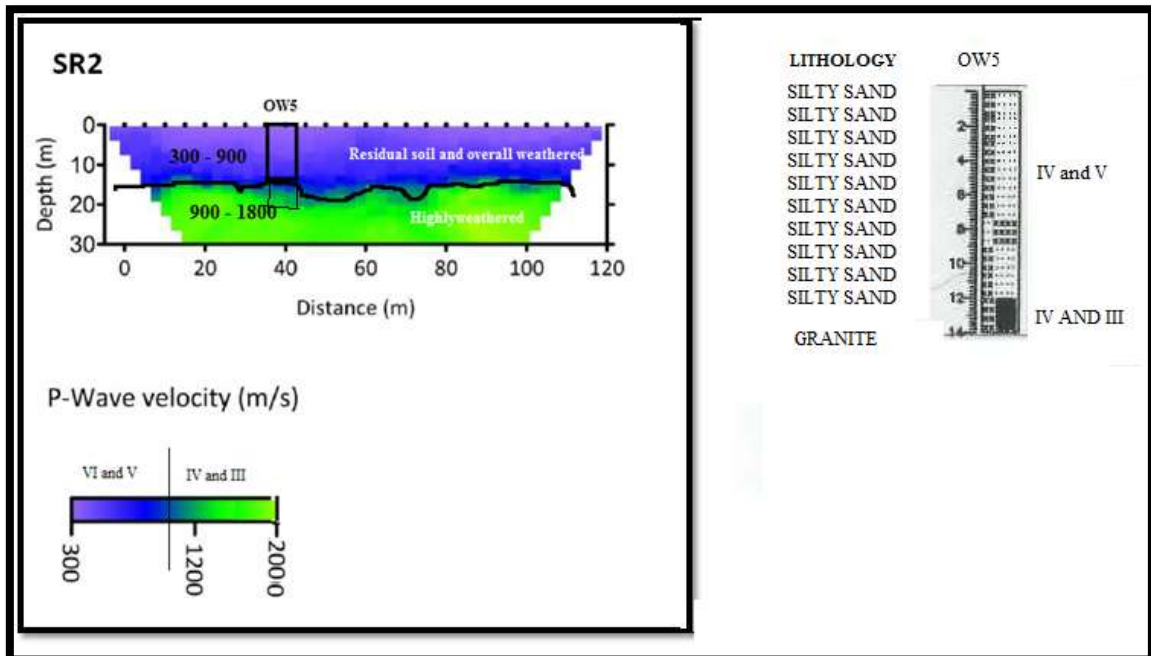 SR2
OW5
0
10
20
30
Depth (m)
300 - 900
Residual soil and overall weathered
900 - 1800
Highlyweathered
0 20 40 60 80 100 120
Distance (m)
P-Wave velocity (m/s)
VI and V IV and III
300 1200 2000
LITHOLOGY OW5
SILTY SAND
SILTY SAND
SILTY SAND
SILTY SAND
SILTY SAND
SILTY SAND
SILTY SAND
SILTY SAND
SILTY SAND
SILTY SAND
GRANITE
2
4
6
8
10
12
14
IV and V
IV AND III